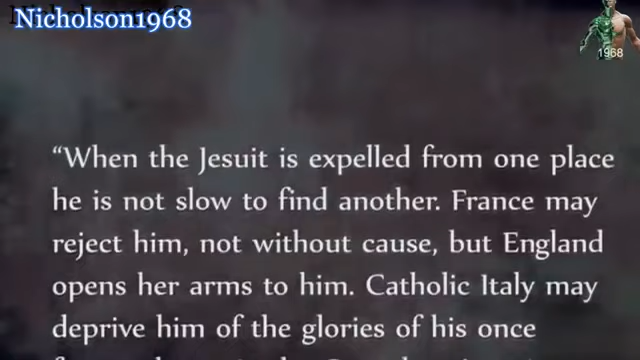 Nicholson1968
1968
“When the Jesuit is expelled from one place
he is not slow to find another. France may
reject him, not without cause, but England
opens her arms to him. Catholic Italy may
deprive him of the glories of his once